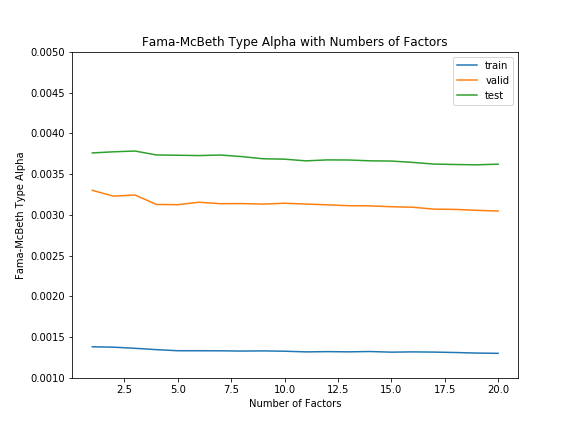 Fama-McBeth Type Alpha with Numbers of Factors
train
valid
test
Fama-McBeth Type Alpha
0.0050
0.0045
0.0040
0.0035
0.0030
0.0025
0.0020
0.0015
0.0010
2.5 5.0 7.5 10.0 12.5 15.0 17.5 20.0
Number of Factors